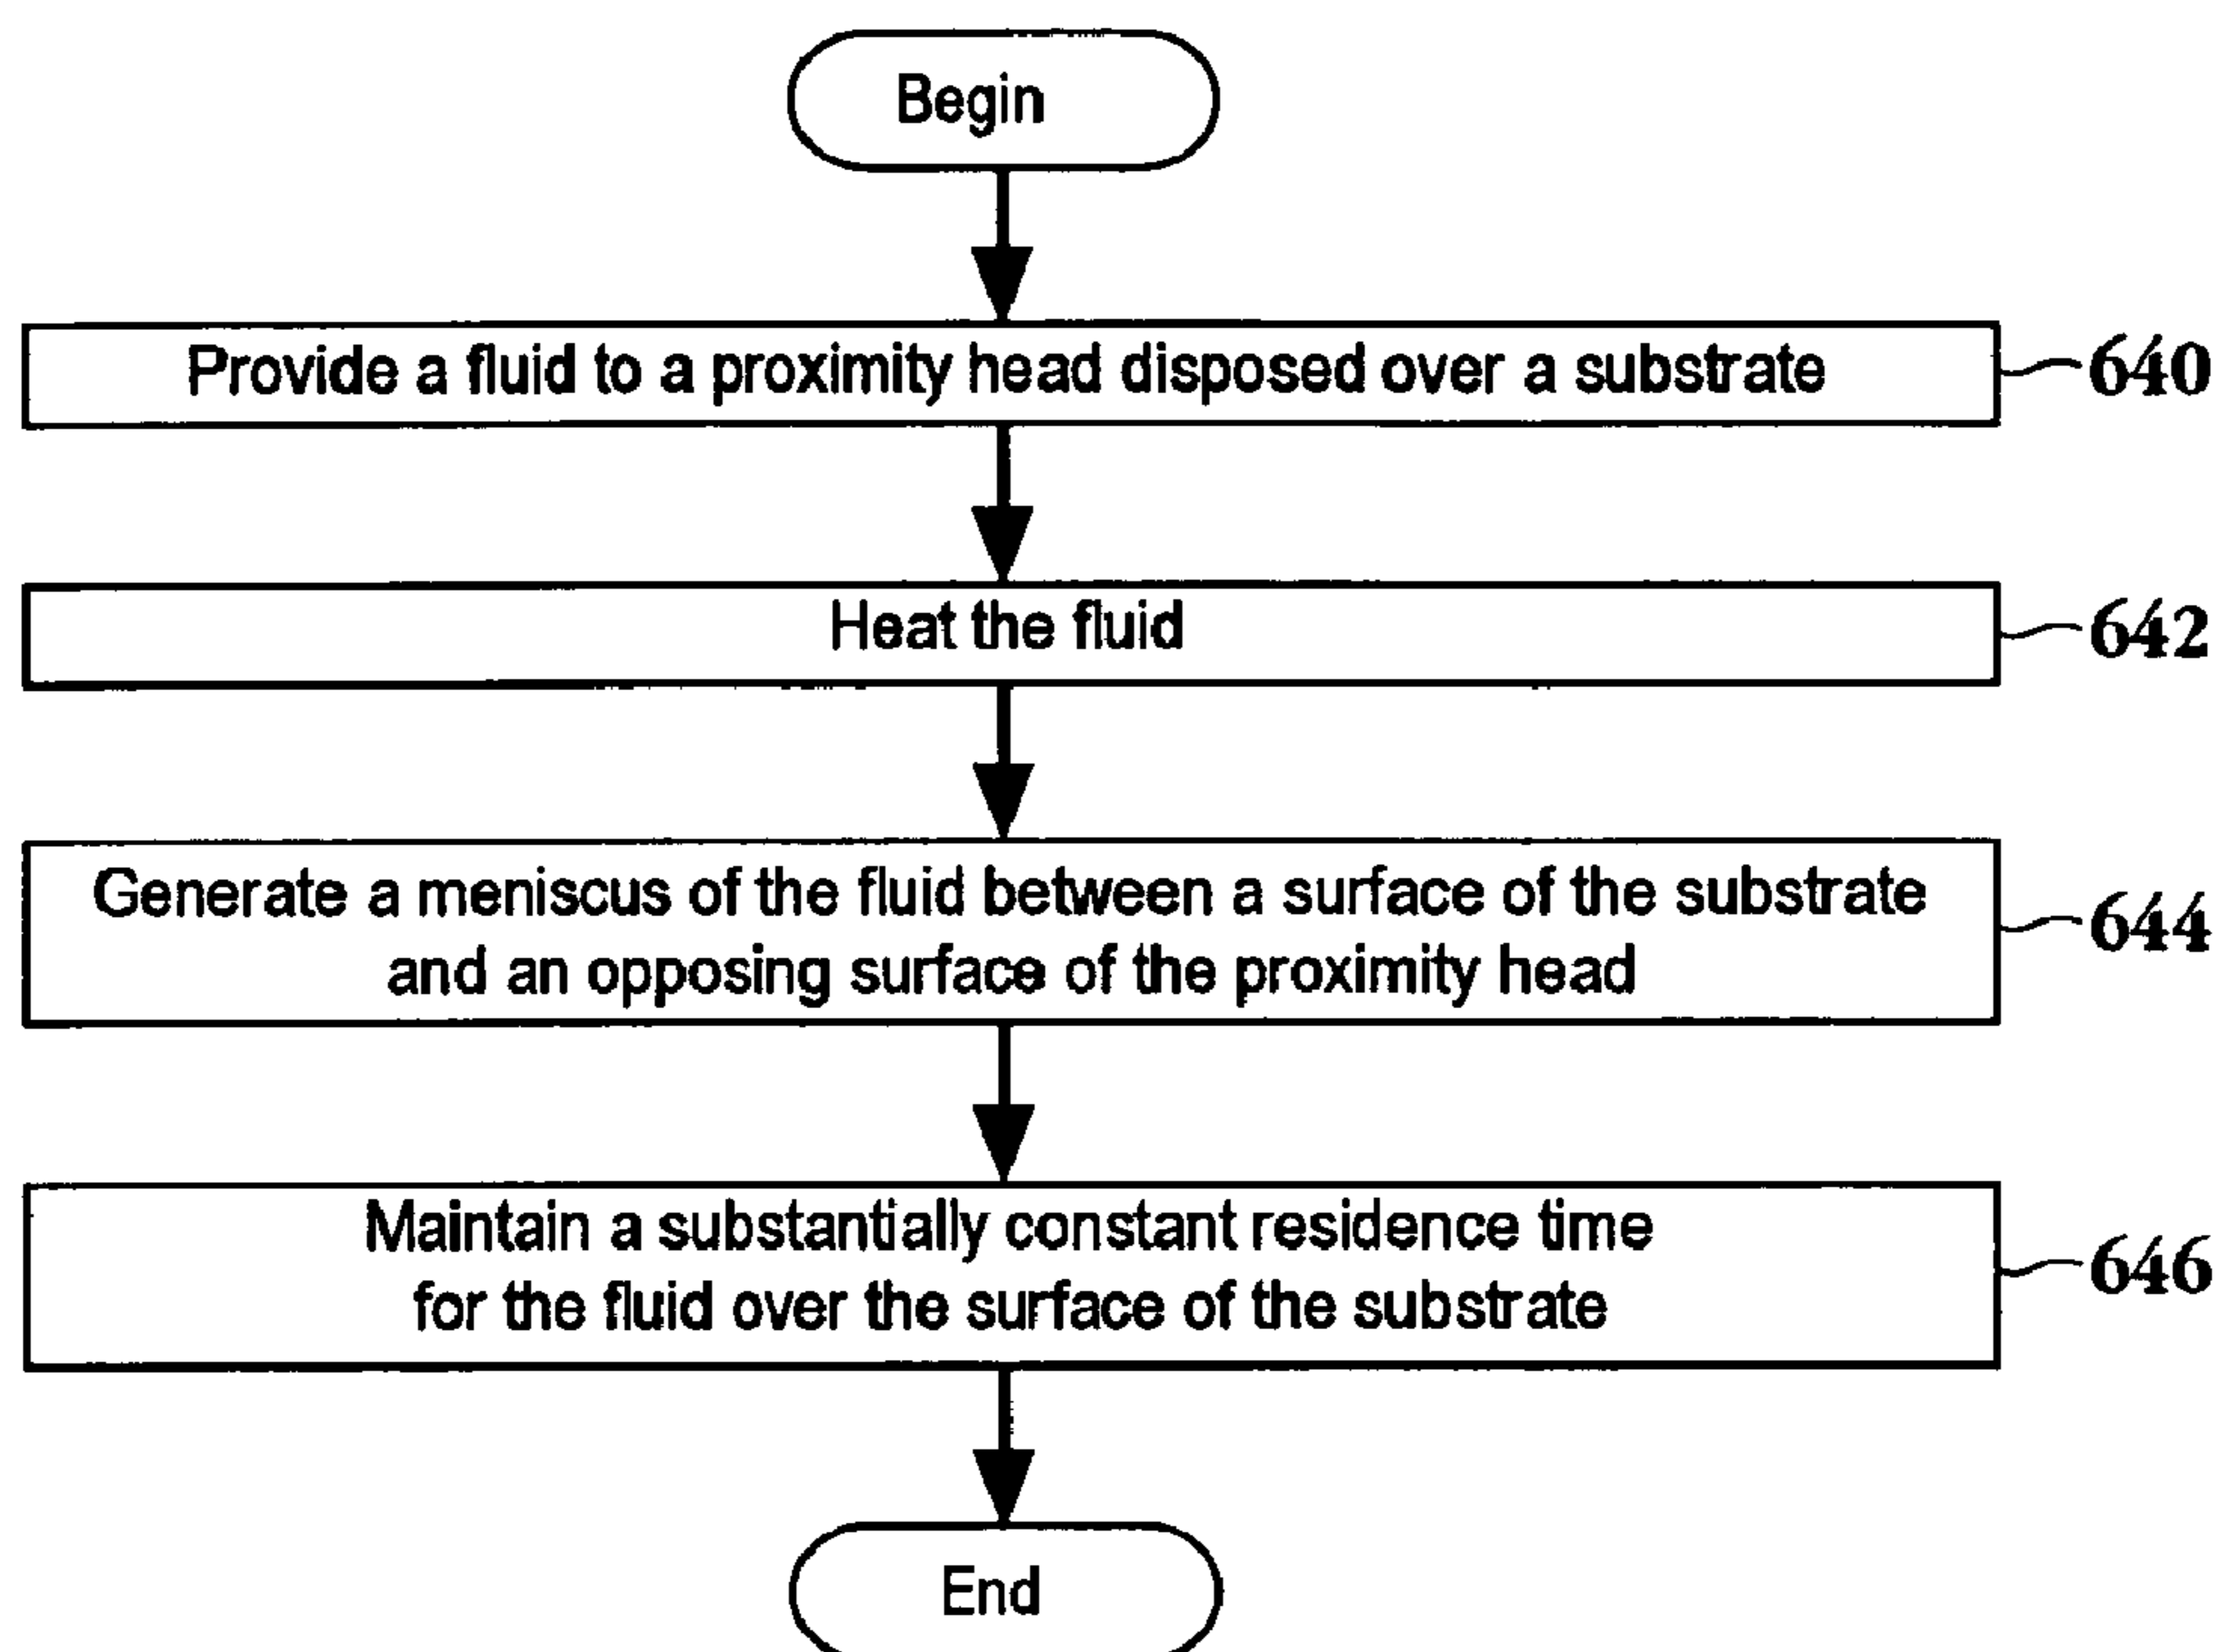 Begin
Provide a fluid to a proximity head disposed over a substrate
640
Heat the fluid
642
Generate a meniscus of the fluid between a surface of the substrate
and an opposing surface of the proximity head
644
Maintain a substantially constant residence time
for the fluid over the surface of the substrate
646
End